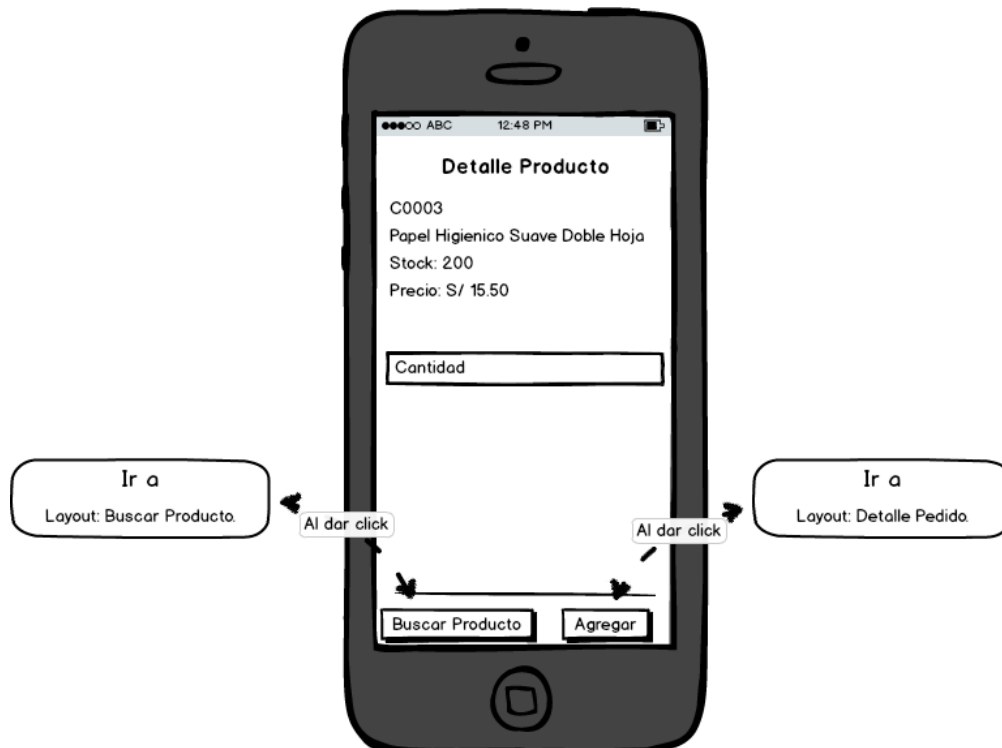 ABC 12:48 PM
Detalle Producto
C0003
Papel Higienico Suave Doble Hoja
Stock: 200
Precio: S/ 15.50
Cantidad
Ir a
Layout: Buscar Producto.
Al dar click
Ir a
Layout: Detalle Pedido.
Al dar click
Buscar Producto
Agregar